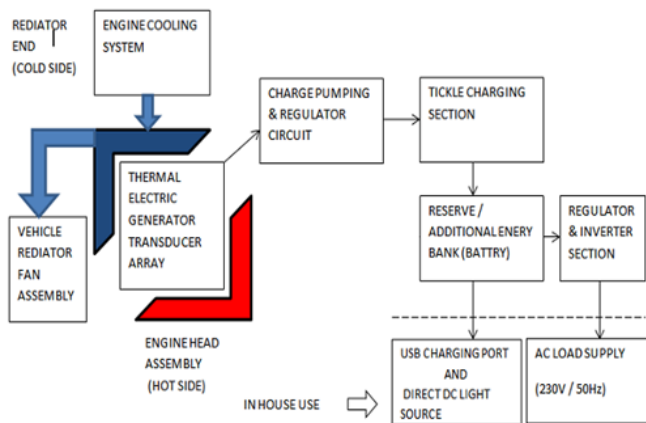 REDIATOR
END
(COLD SIDE)
ENGINE COOLING
SYSTEM
CHARGE PUMPING
& REGULATOR
CIRCUIT
TICKLE CHARGING
SECTION
THERMAL
ELECTRIC
GENERATOR
TRANSDUCER
ARRAY
VEHICLE
REDIATOR
FAN
ASSEMBLY
RESERVE /
ADDITIONAL ENERY
BANK (BATTRY)
REGULATOR
& INVERTER
SECTION
ENGINE HEAD
ASSEMBLY
(HOT SIDE)
IN HOUSE USE
USB CHARGING PORT
AND
DIRECT DC LIGHT
SOURCE
AC LOAD SUPPLY
(230V / 50Hz)